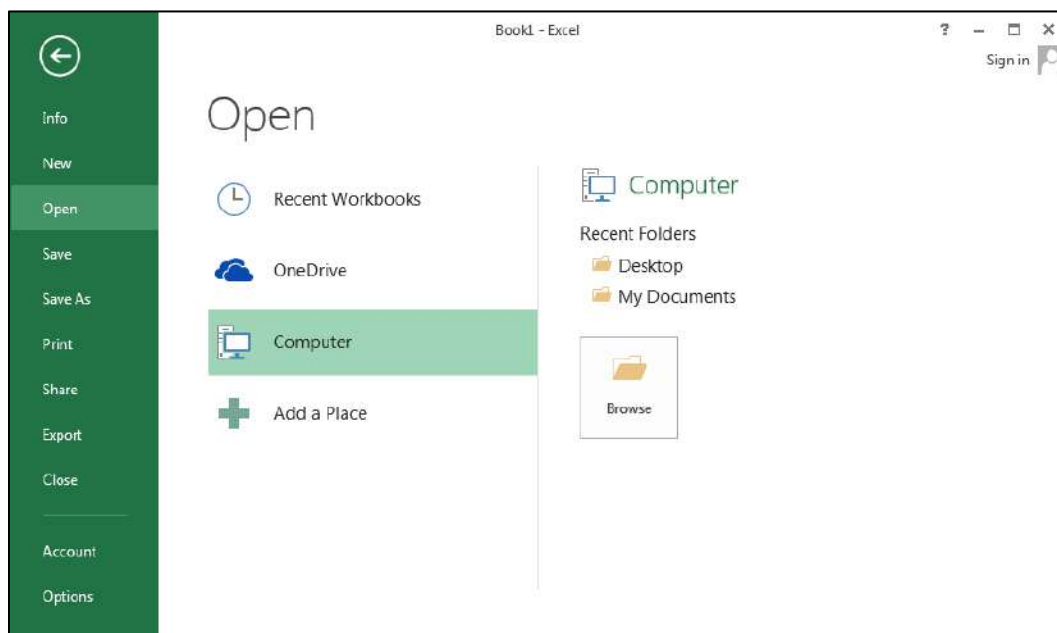 Book1 - Excel
?
Sign in
Info
New
Open
Save
Save As
Print
Share
Export
Close
Account
Options
Open
Recent Workbooks
OneDrive
Computer
Add a Place
Computer
Recent Folders
Desktop
My Documents
Browse